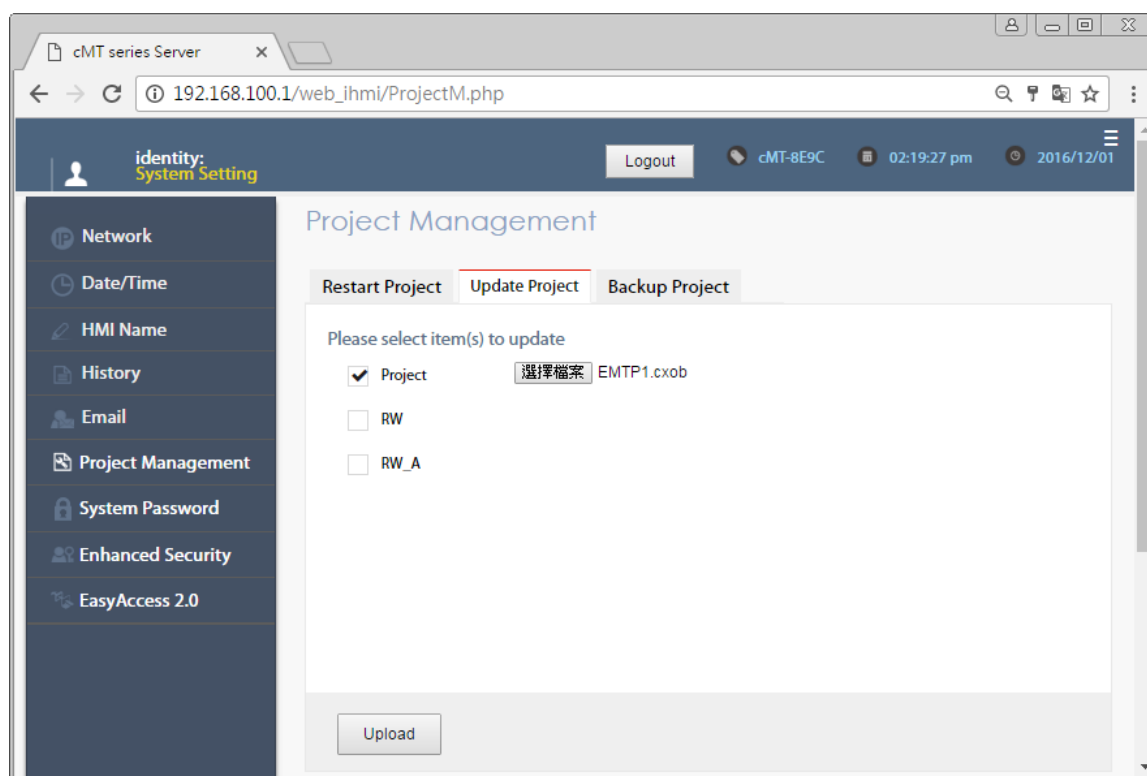 cMT series Server
192.168.100.1/web_ihmi/ProjectM.php
identity:
System Setting
Logout
cMT-8E9C
02:19:27 pm
2016/12/01
IP Network
Date/Time
HMI Name
History
Email
Project Management
System Password
Enhanced Security
EasyAccess 2.0
Project Management
Restart Project
Update Project
Backup Project
Please select item(s) to update
Project 選擇檔案 EMTP1.cxob
RW
RW_A
Upload